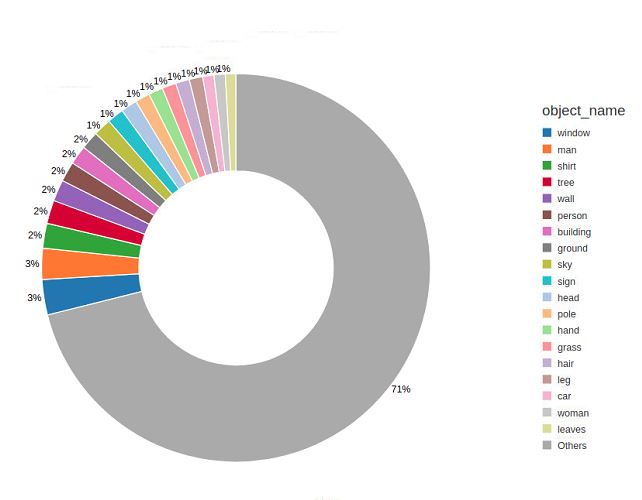 1%
1%
1%
1%
1%
1%
1%
1%
1%
1%
1%
2%
2%
2%
2%
2%
2%
3%
3%
71%
object_name
window
man
shirt
tree
wall
person
building
ground
sky
sign
head
pole
hand
grass
hair
leg
car
woman
leaves
Others